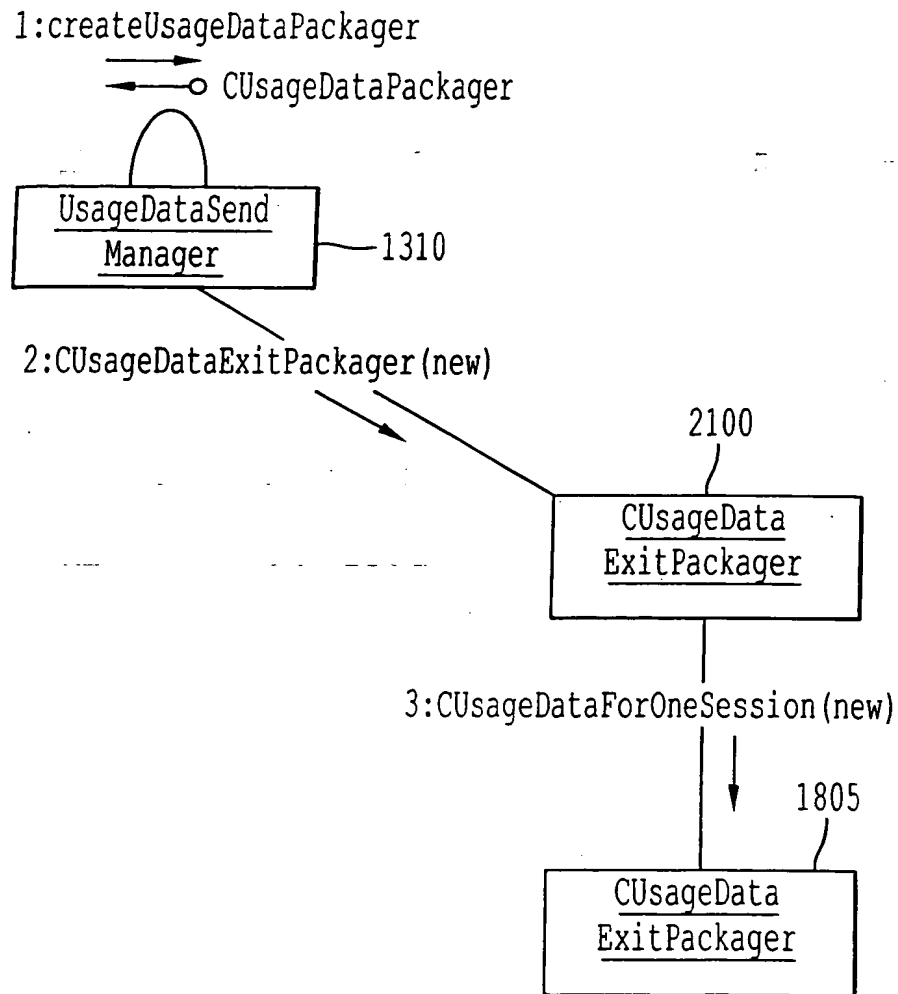 1:createUsageDataPackager
CUsageDataPackager
UsageDataSend
Manager
1310
2:CUsageDataExitPackager(new)
2100
CUsageData
ExitPackager
3:CUsageDataForOneSession(new)
1805
CUsageData
ExitPackager